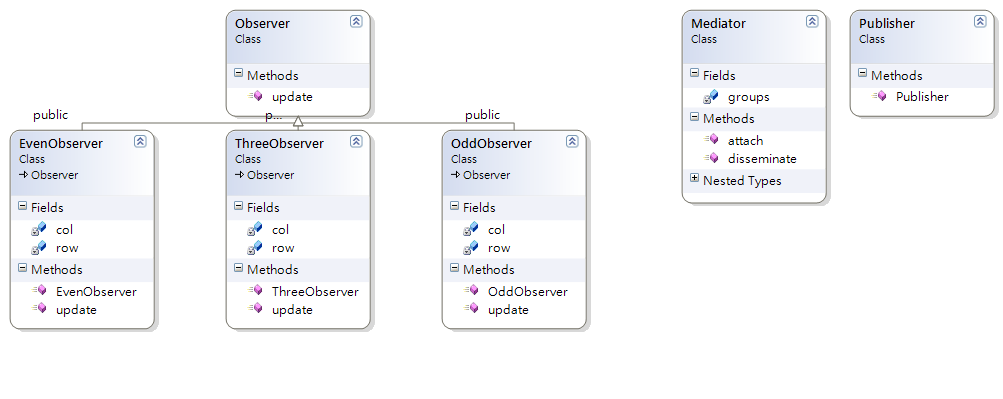 Observer
Class
Methods
update
Mediator
Class
Fields
groups
Methods
attach
disseminate
Nested Types
Publisher
Class
Methods
Publisher
public
p...
public
EvenObserver
Class
Observer
Fields
col
row
Methods
EvenObserver
update
ThreeObserver
Class
Observer
Fields
col
row
Methods
ThreeObserver
update
OddObserver
Class
Observer
Fields
col
row
Methods
OddObserver
update